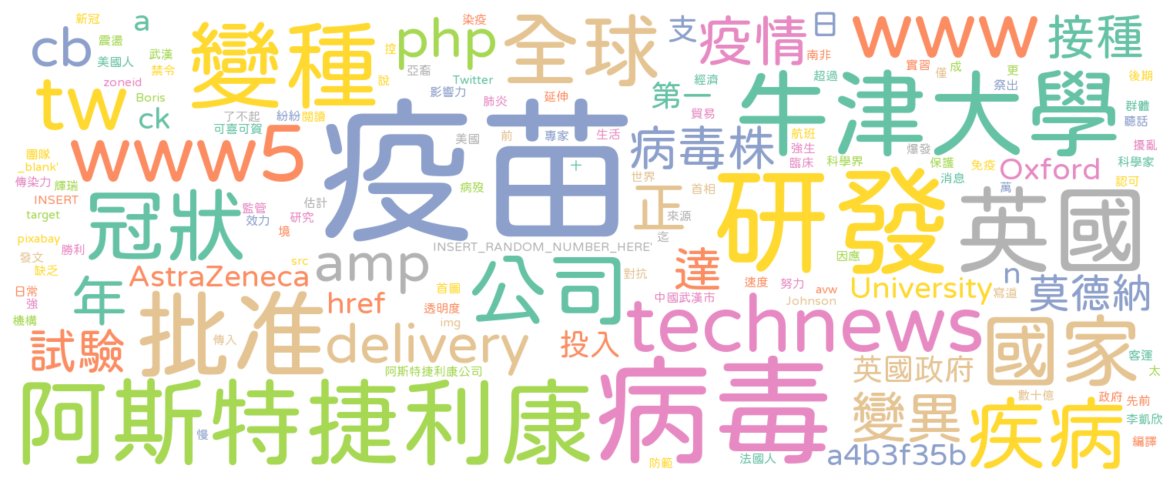 新冠
a
染疫
支
疫情
日
www
接種
cb
震盪
武漢
美國人
禁令
變種
控
php
全球
亞裔
南非
實習
僅
成
更
後期
zoneid
tw
Boris
ck
說
Twitter
影響力
肺炎
延伸
第一
經濟
貿易
超過
牛津大學
祭出
群體
聽話
了不起
紛紛
閱讀
可喜可賀
www5
疫苗
美國
前
專家
生活
+
病毒株
航班
強生
臨床
爆發
科學界
保護
消息
免疫
Oxford
擾亂
科學家
認可
團隊
_blank'
傳染力
輝瑞
INSERT
target
冠狀
監管
效力
估計
研究
境
病歿
世界
正
首相
來源
迄
研發
萬
英國
pixabay
勝利
發文
缺乏
src
AstraZeneca
amp
INSERT_RANDOM_NUMBER_HERE'
公司
對抗
達
中國武漢市
速度
努力
avw
Johnson
因應
University
n
寫道
莫德納
日常
強
機構
年
試驗
批准
傳入
href
首圖
透明度
img
delivery
投入
阿斯特捷利康公司
technews
國家
客運
太
英國政府
阿斯特捷利康
慢
病毒
防範
法國人
變異
a4b3f35b
數十億
疾病
政府
先前
李凱欣
編譯